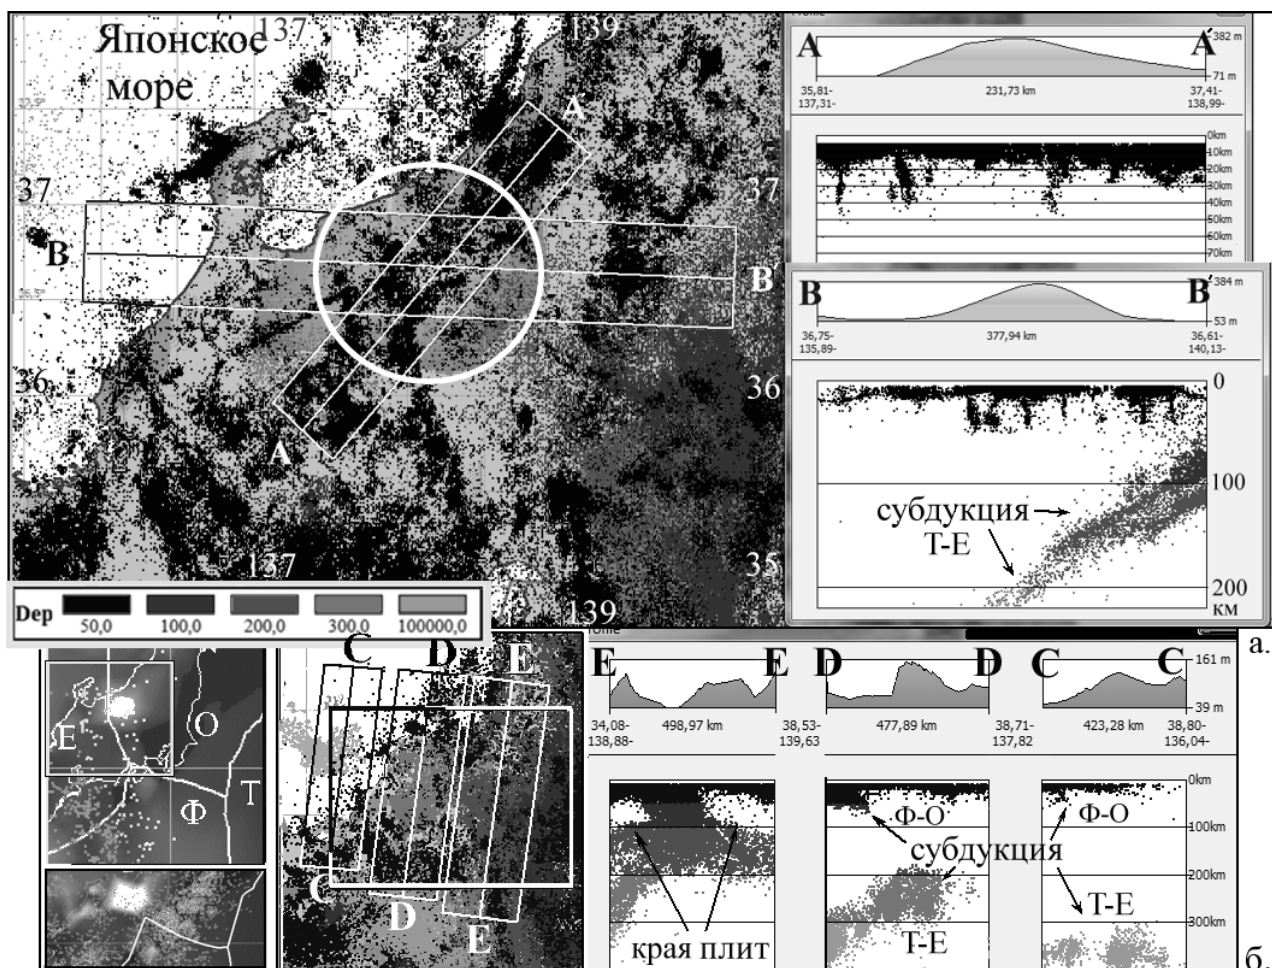 Японское
море
137
139
37
37
36
36
137
35
139
A
A
B
B
Dep
50,0
100,0
200,0
300,0
100000,0
A
A'
382 m
71 m
35,81-
137,31-
231,73 km
37,41-
138,99-
0km
10km
20km
30km
40km
50km
60km
70km
B
B'
384 m
53 m
36,75-
135,89-
377,94 km
36,61-
140,13-
0
100
200
км
субдукция
Т-Е
а.
Е
О
Ф
Т
C
D
E
C
D
E
E
E
D
D
C
C
161 m
39 m
34,08-
138,88-
498,97 km
38,53-
139,63
477,89 km
38,71-
137,82
423,28 km
38,80-
136,04-
0km
100km
200km
300km
Ф-О
Ф-О
субдукция
Т-Е
Т-Е
края плит
б.